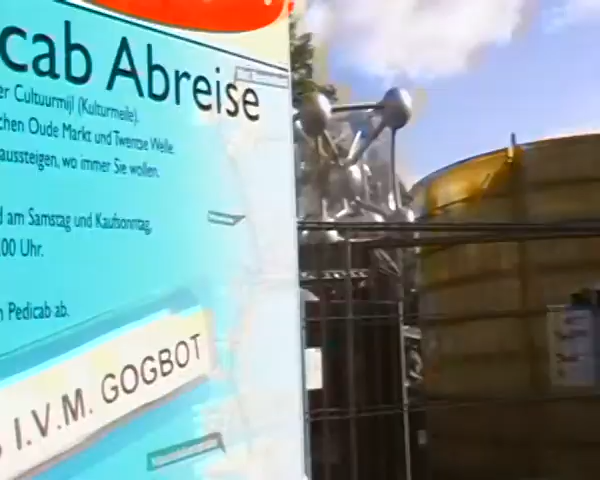 cab Abreise
er Cultuurmijl (Kulturmeile).
chen Oude Markt und Twentse Welle.
aussteigen, wo immer Sie wollen.
d am Samstag und Kaufsonntag,
.00 Uhr.
n Pedicab ab.
I.V.M. GOGBOT